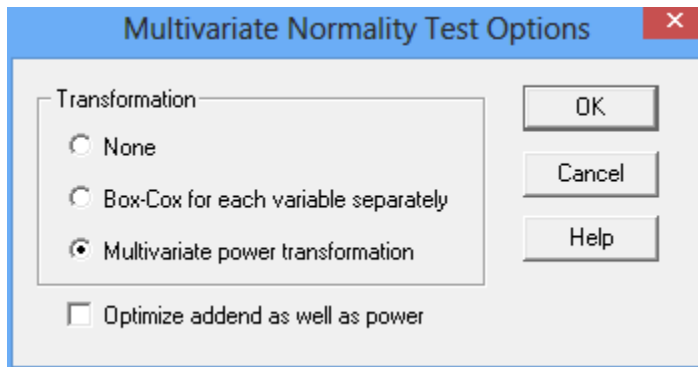 Multivariate Normality Test Options
Transformation
None
Box-Cox for each variable separately
Multivariate power transformation
Optimize addend as well as power
OK
Cancel
Help